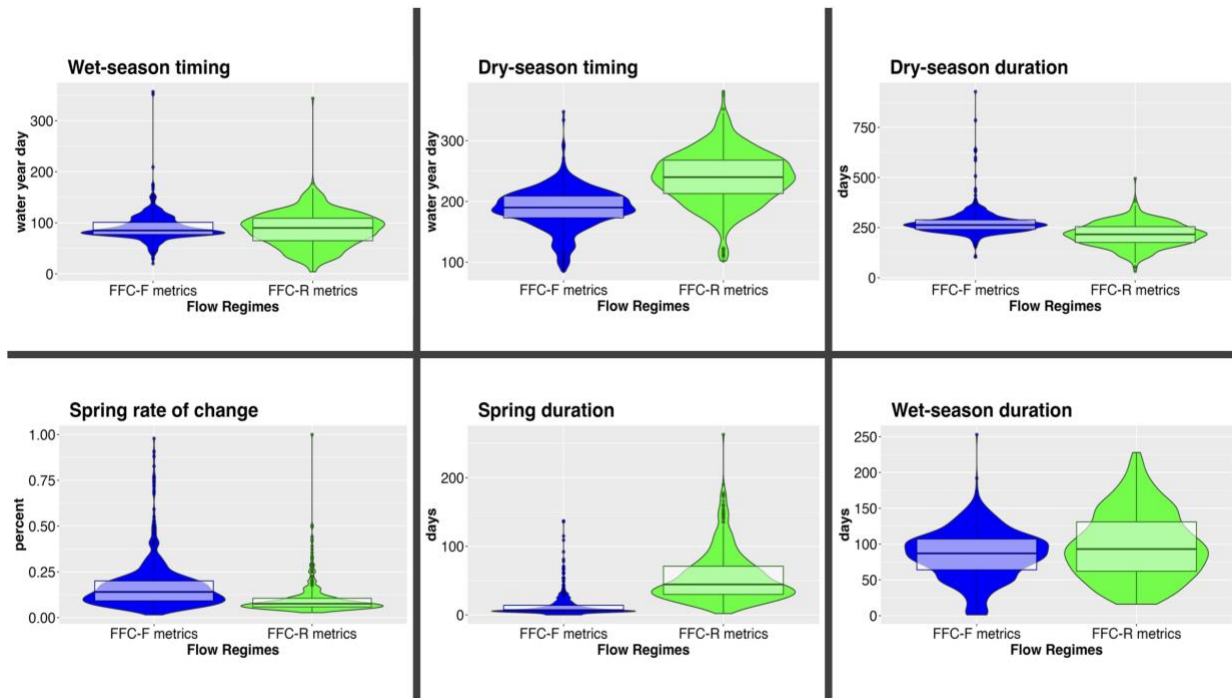 Wet-season timing
water year day
300
200
100
0
FFC-F metrics FFC-R metrics
Flow Regimes
Dry-season timing
water year day
300
200
100
FFC-F metrics FFC-R metrics
Flow Regimes
Dry-season duration
days
750
500
250
0
FFC-F metrics FFC-R metrics
Flow Regimes
Spring rate of change
percent
1.00
0.75
0.50
0.25
0.00
FFC-F metrics FFC-R metrics
Flow Regimes
Spring duration
days
200
100
0
FFC-F metrics FFC-R metrics
Flow Regimes
Wet-season duration
days
250
200
150
100
50
0
FFC-F metrics FFC-R metrics
Flow Regimes